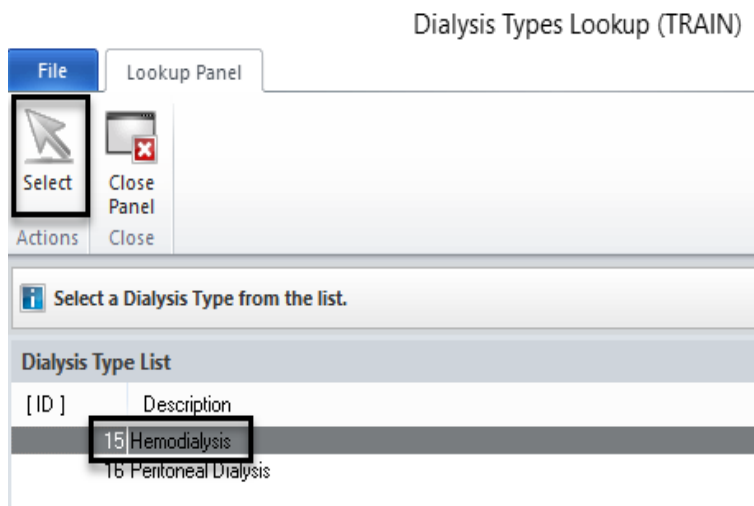 Dialysis Types Lookup (TRAIN)
File Lookup Panel
Select Close Panel
Actions Close
Select a Dialysis Type from the list.
Dialysis Type List
[ ID ] Description
15 Hemodialysis
16 Peritoneal Dialysis